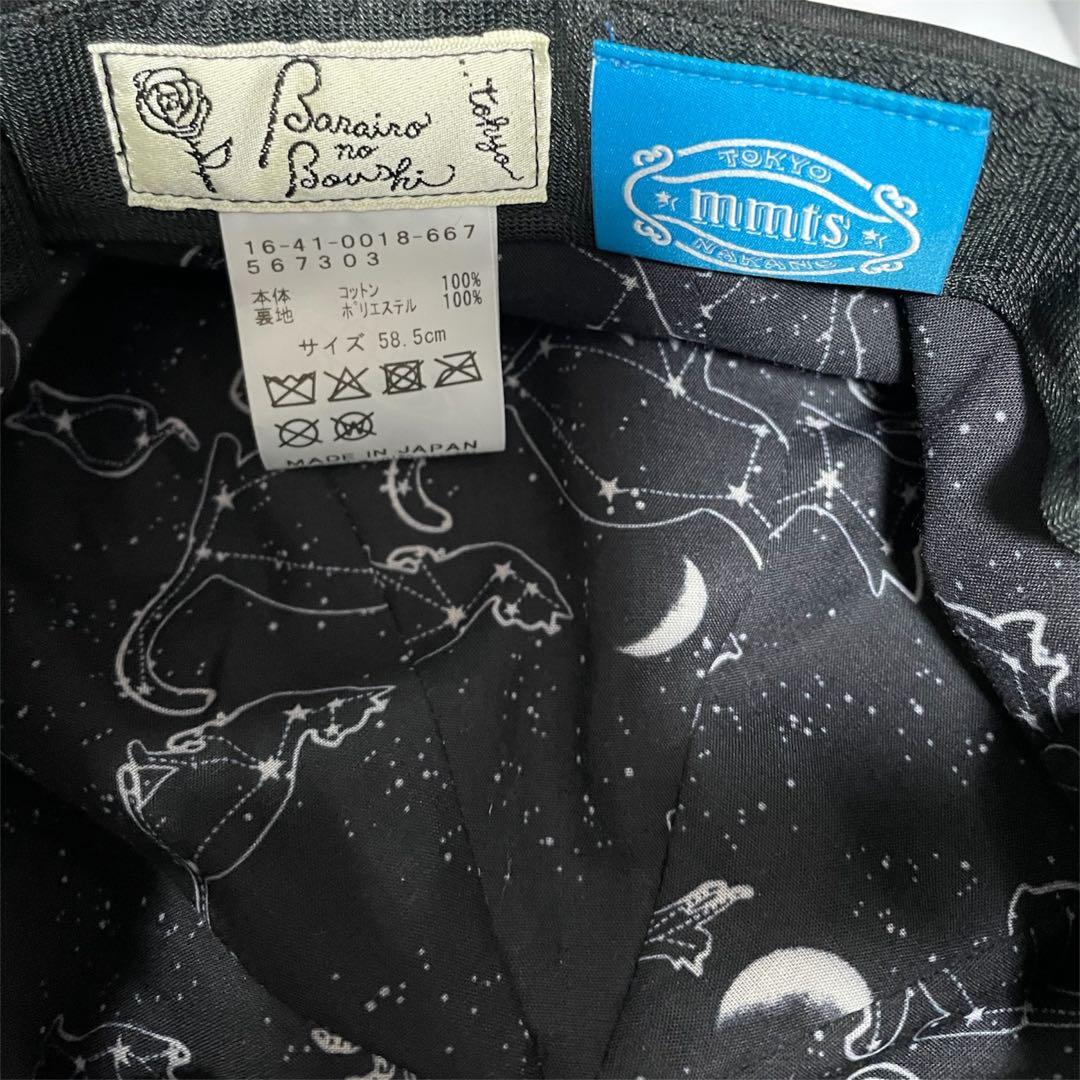 Barairo
no
Boushi
...tokyo
TOKYO
mmts
NAKANO
16-41-0018-667
567303
本体 コットン 100%
裏地 ポリエステル 100%
サイズ 58.5cm
W
MADE IN JAPAN